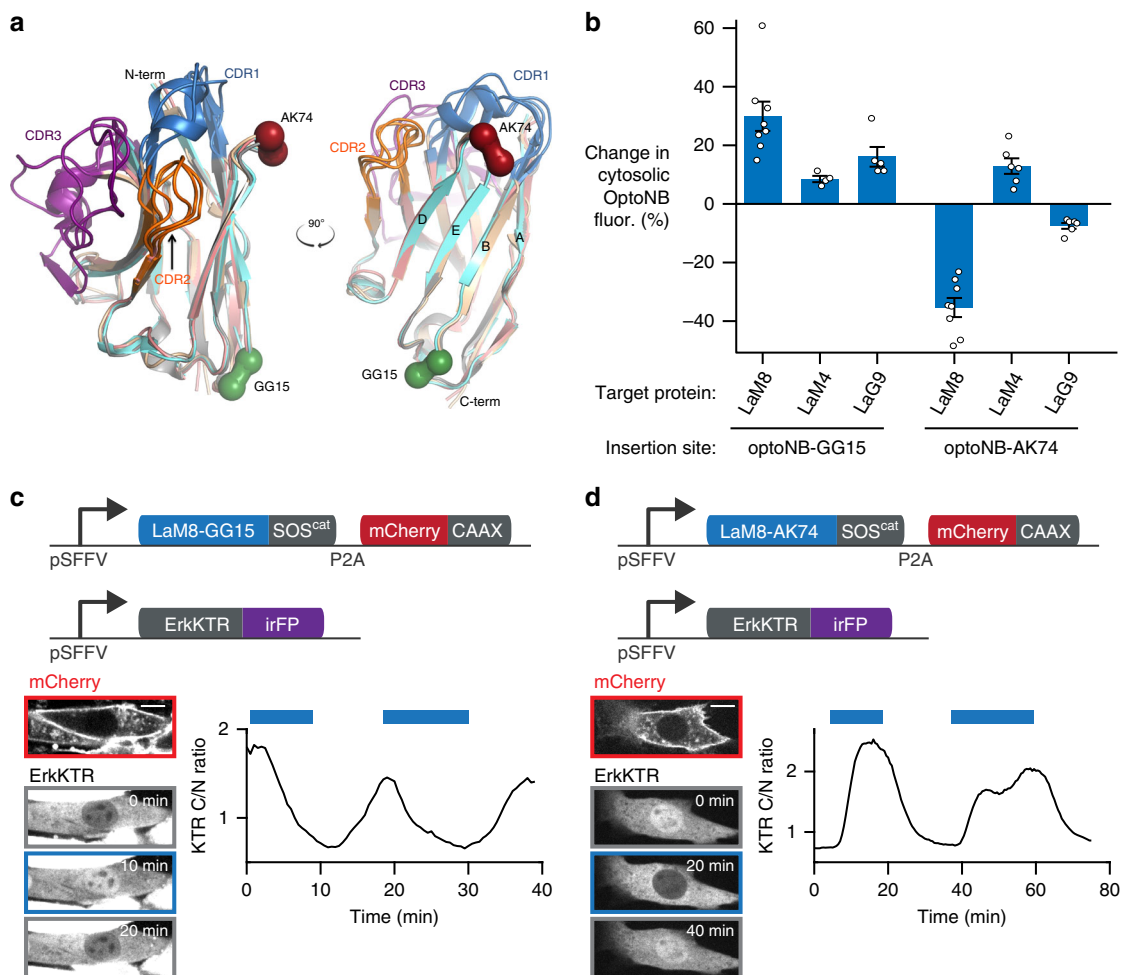 a
N-term
CDR1
CDR3
AK74
CDR2
GG15
90°
CDR3
CDR1
AK74
CDR2
D
E
B
A
GG15
C-term
b
Change in
cytosolic
OptoNB
fluor. (%)
60
40
20
0
−20
−40
Target protein:
LaM8
LaM4
LaG9
LaM8
LaM4
LaG9
Insertion site:
optoNB-GG15
optoNB-AK74
c
LaM8-GG15
SOScat
mCherry
CAAX
pSFFV
P2A
ErkKTR
irFP
pSFFV
mCherry
ErkKTR
0 min
10 min
20 min
KTR C/N ratio
2
1
0
10
20
30
40
Time (min)
d
LaM8-AK74
SOScat
mCherry
CAAX
pSFFV
P2A
ErkKTR
irFP
pSFFV
mCherry
ErkKTR
0 min
20 min
40 min
KTR C/N ratio
2
1
0
20
40
60
80
Time (min)